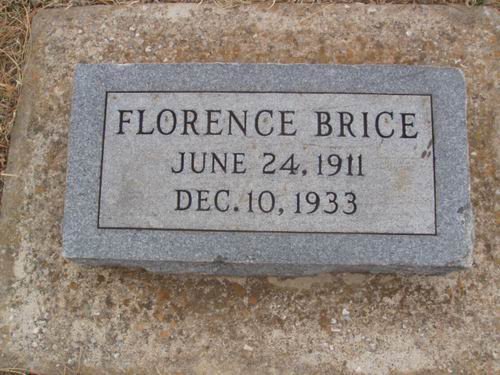 FLORENCE BRICE
JUNE 24, 1911
DEC. 10, 1933